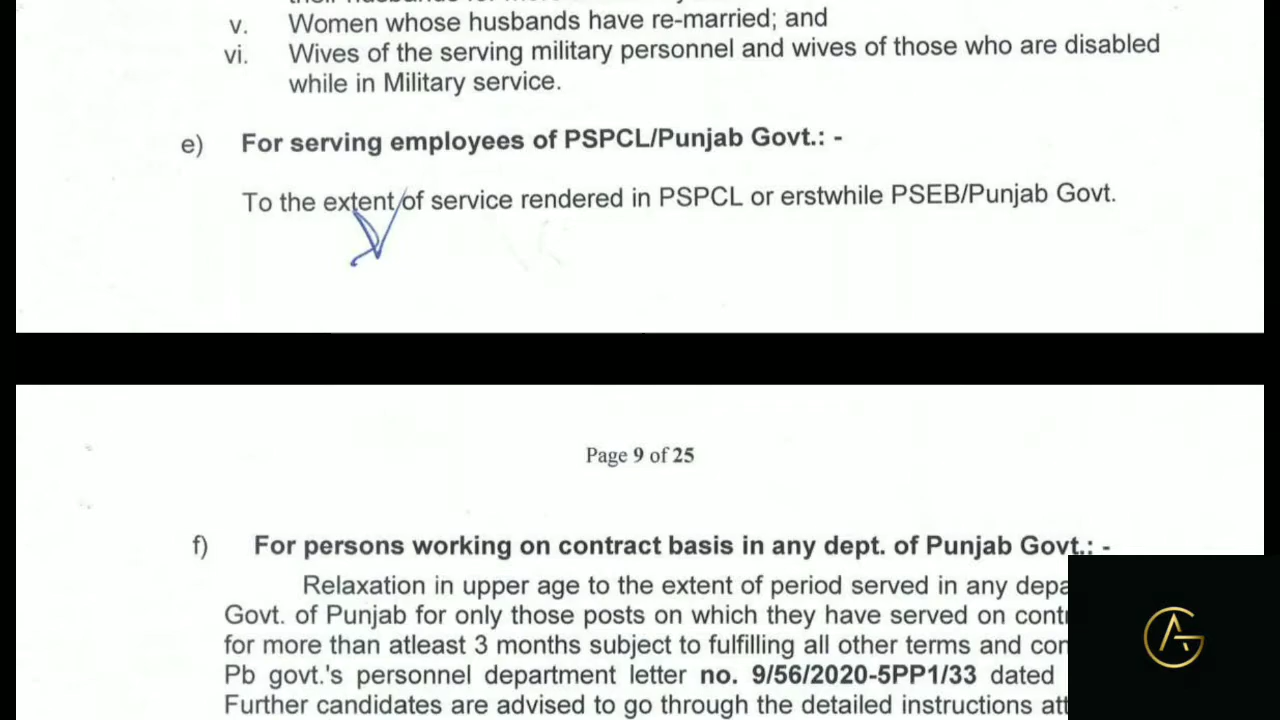 v. Women whose husbands have re-married; and
vi. Wives of the serving military personnel and wives of those who are disabled
while in Military service.
e) For serving employees of PSPCL/Punjab Govt.: -
To the extent of service rendered in PSPCL or erstwhile PSEB/Punjab Govt.
Page 9 of 25
f) For persons working on contract basis in any dept. of Punjab Govt.: -
Relaxation in upper age to the extent of period served in any
Govt. of Punjab for only those posts on which they have served on
for more than atleast 3 months subject to fulfilling all other terms and
Pb govt.'s personnel department letter no. 9/56/2020-5PP1/33 dated
Further candidates are advised to go through the detailed instructions